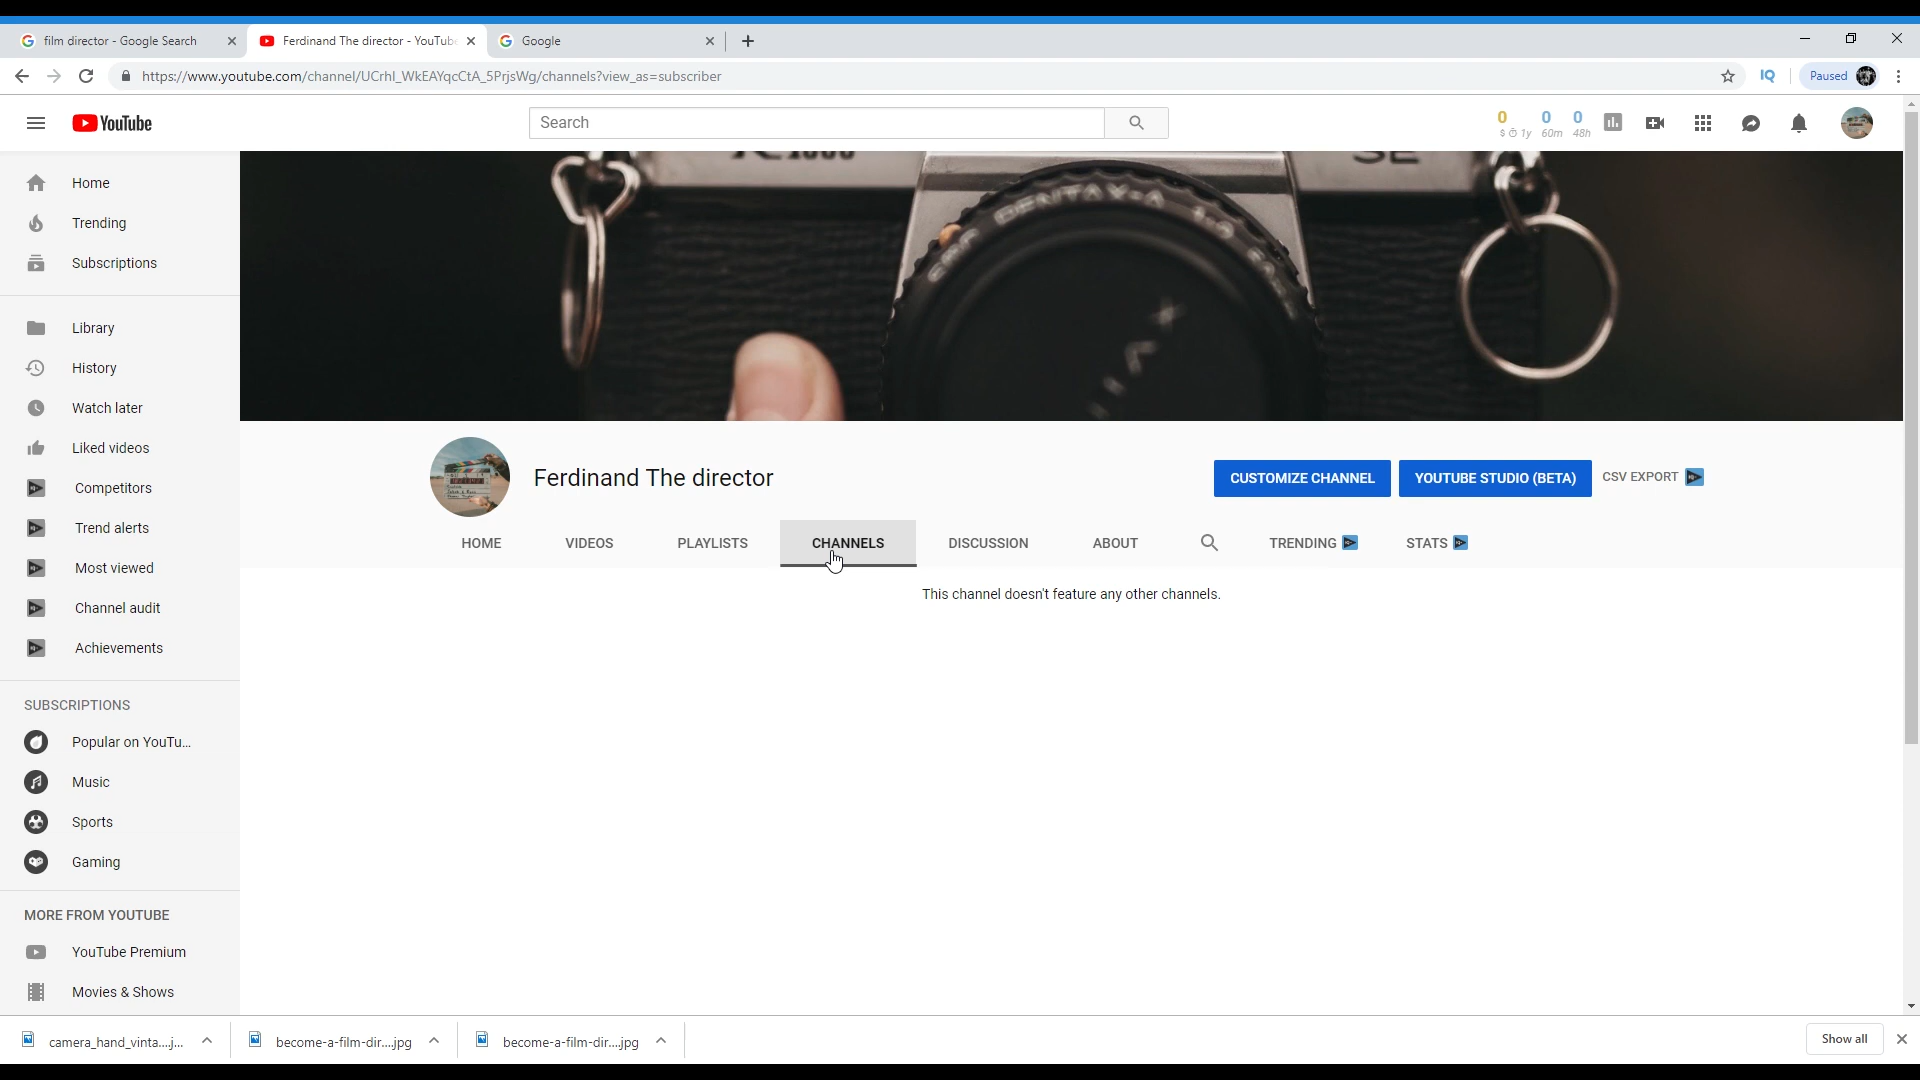 film director - Google Search
Ferdinand The director - YouTube
Google
https://www.youtube.com/channel/UCrhl_WkEAYqcCtA_5PrjsWg/channels?view_as=subscriber
IQ
Paused
YouTube
Search
0 0 0
$ 1y 60m 48h
Home
Trending
Subscriptions
Library
History
Watch later
Liked videos
Competitors
Trend alerts
Most viewed
Channel audit
Achievements
SUBSCRIPTIONS
Popular on YouTu...
Music
Sports
Gaming
MORE FROM YOUTUBE
YouTube Premium
Movies & Shows
SE
PENTAX-A
Ferdinand The director
CUSTOMIZE CHANNEL
YOUTUBE STUDIO (BETA)
CSV EXPORT
HOME
VIDEOS
PLAYLISTS
CHANNELS
DISCUSSION
ABOUT
TRENDING
STATS
This channel doesn't feature any other channels.
camera_hand_vinta....j...
become-a-film-dir....jpg
become-a-film-dir....jpg
Show all